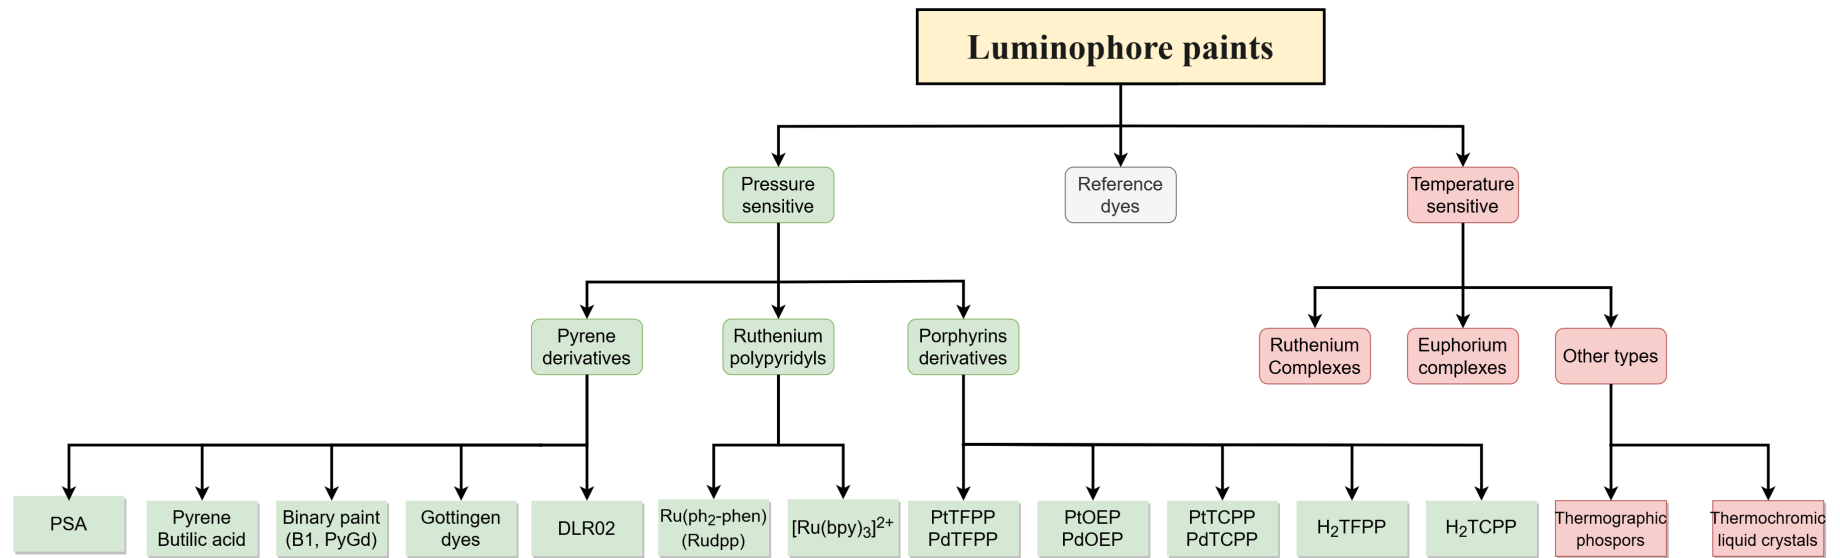 Luminophore paints
Pressure
sensitive
Reference
dyes
Temperature
sensitive
Pyrene
derivatives
Ruthenium
polypyridyls
Porphyrins
derivatives
Ruthenium
Complexes
Euphorium
complexes
Other types
PSA
Pyrene
Butilic acid
Binary paint
(B1, PyGd)
Gottingen
dyes
DLR02
Ru(ph₂-phen)
(Rudpp)
[Ru(bpy)₃]²⁺
PtTFPP
PdTFPP
PtOEP
PdOEP
PtTCPP
PdTCPP
H₂TFPP
H₂TCPP
Thermographic
phospors
Thermochromic
liquid crystals